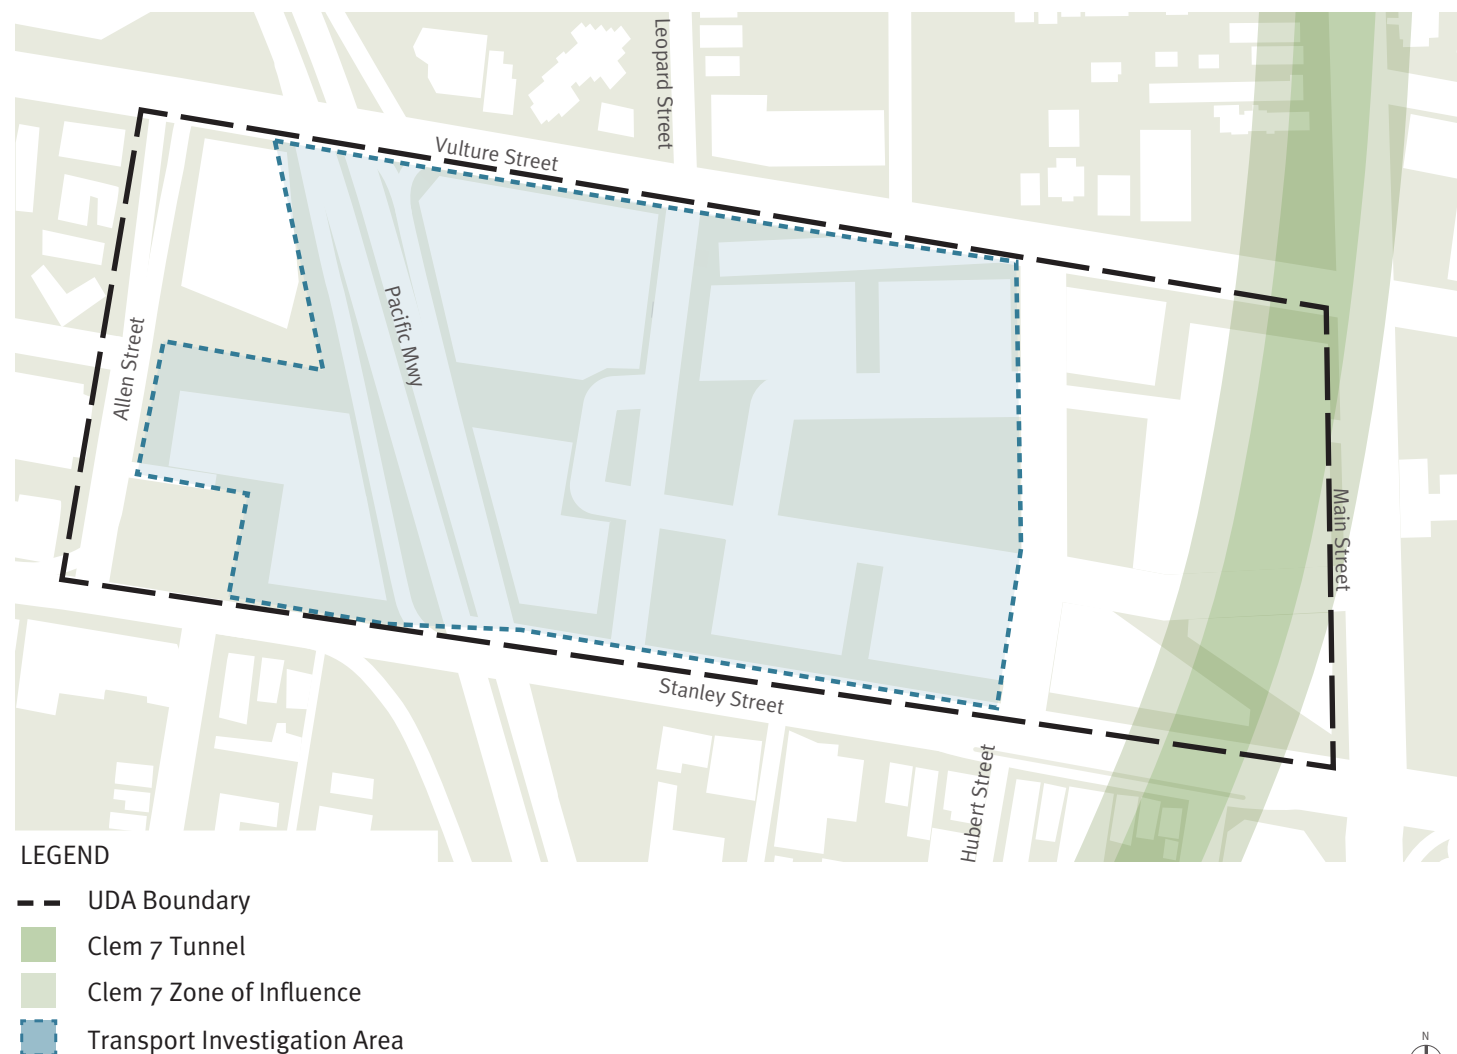 Leopard Street
Vulture Street
Pacific Mwy
Allen Street
Main Street
Stanley Street
Hubert Street
LEGEND
UDA Boundary
Clem 7 Tunnel
Clem 7 Zone of Influence
Transport Investigation Area
N